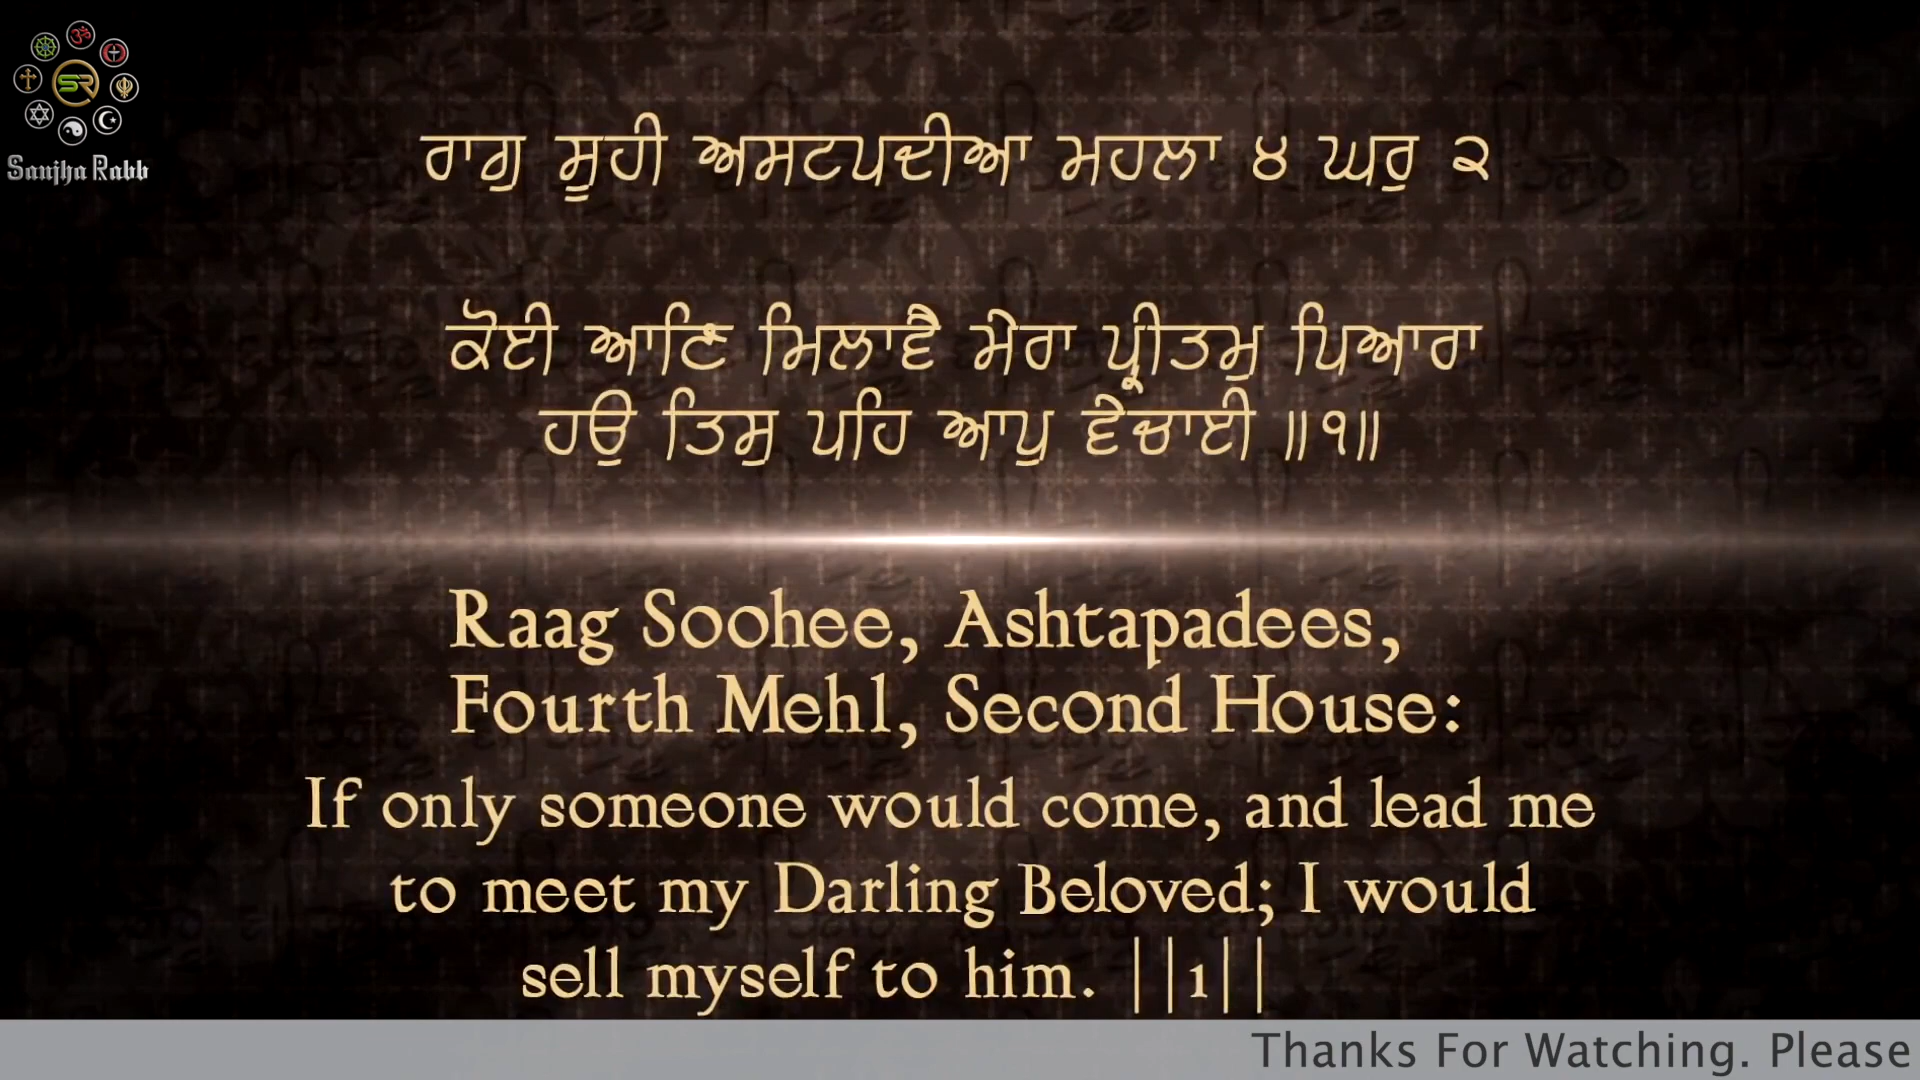 SR
Sanjha Rabb
ਰਾਗੁ ਸੂਹੀ ਅਸਟਪਦੀਆ ਮਹਲਾ ੪ ਘਰੁ ੨
ਕੋਈ ਆਣਿ ਮਿਲਾਵੈ ਮੇਰਾ ਪ੍ਰੀਤਮੁ ਪਿਆਰਾ
ਹਉ ਤਿਸੁ ਪਹਿ ਆਪੁ ਵੇਚਾਈ ॥੧॥
Raag Soohee, Ashtapadees,
Fourth Mehl, Second House:
If only someone would come, and lead me
to meet my Darling Beloved; I would
sell myself to him. ||1||
Thanks For Watching. Please